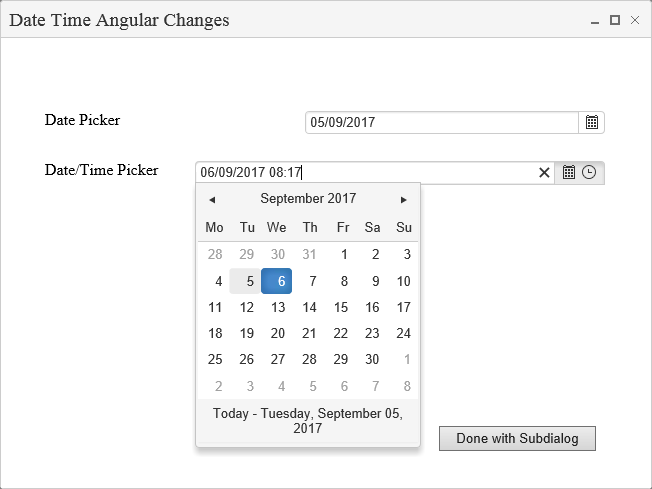 Date Time Angular Changes
Date Picker
05/09/2017
Date/Time Picker
06/09/2017 08:17
September 2017
Mo Tu We Th Fr Sa Su
28 29 30 31 1 2 3
4 5 6 7 8 9 10
11 12 13 14 15 16 17
18 19 20 21 22 23 24
25 26 27 28 29 30 1
2 3 4 5 6 7 8
Today - Tuesday, September 05,
2017
Done with Subdialog